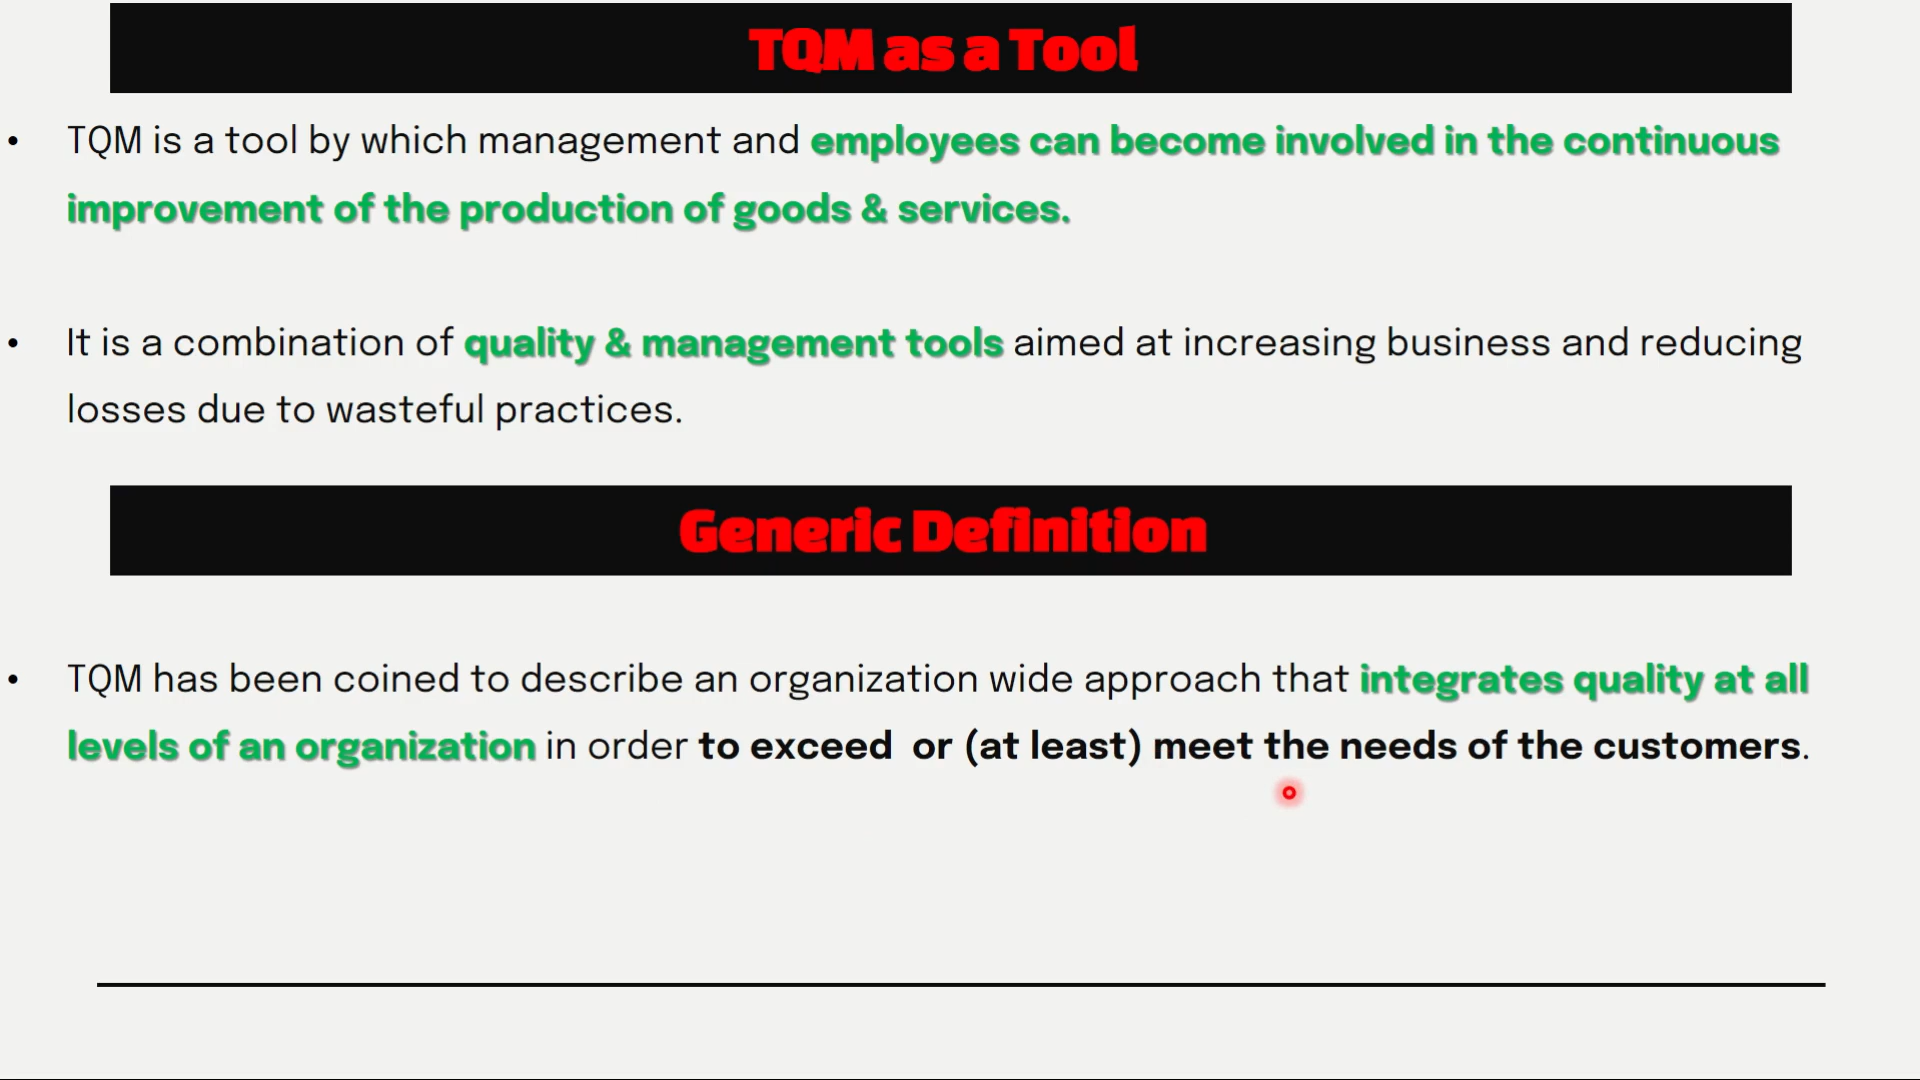 TQM as a Tool
• TQM is a tool by which management and employees can become involved in the continuous
improvement of the production of goods & services.
• It is a combination of quality & management tools aimed at increasing business and reducing
losses due to wasteful practices.
Generic Definition
• TQM has been coined to describe an organization wide approach that integrates quality at all
levels of an organization in order to exceed or (at least) meet the needs of the customers.